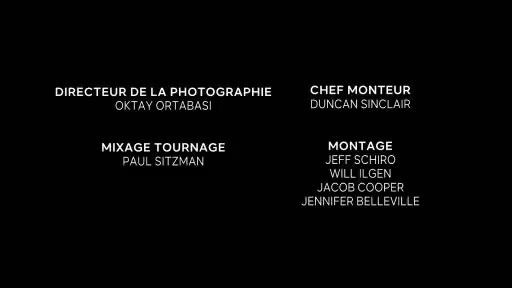 DIRECTEUR DE LA PHOTOGRAPHIE
OKTAY ORTABASI
MIXAGE TOURNAGE
PAUL SITZMAN
CHEF MONTEUR
DUNCAN SINCLAIR
MONTAGE
JEFF SCHIRO
WILL ILGEN
JACOB COOPER
JENNIFER BELLEVILLE